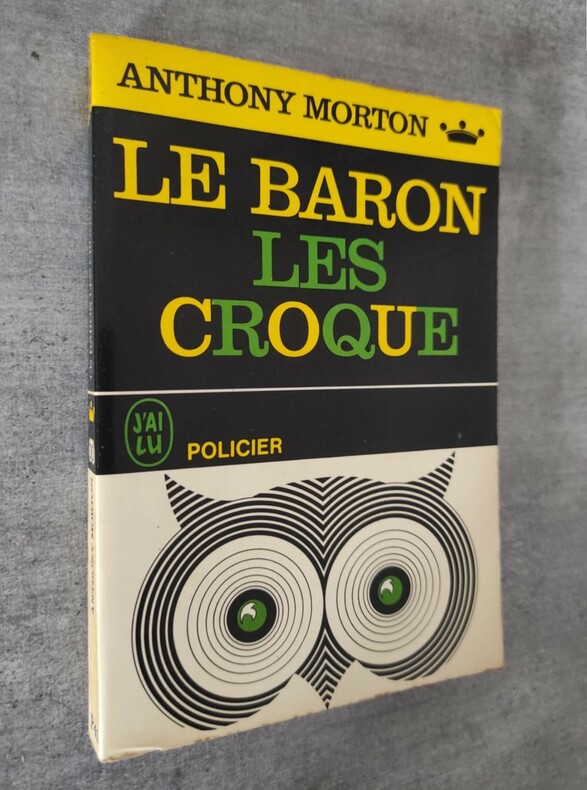 ANTHONY MORTON
LE BARON
LES
CROQUE
J'AI
LU
POLICIER